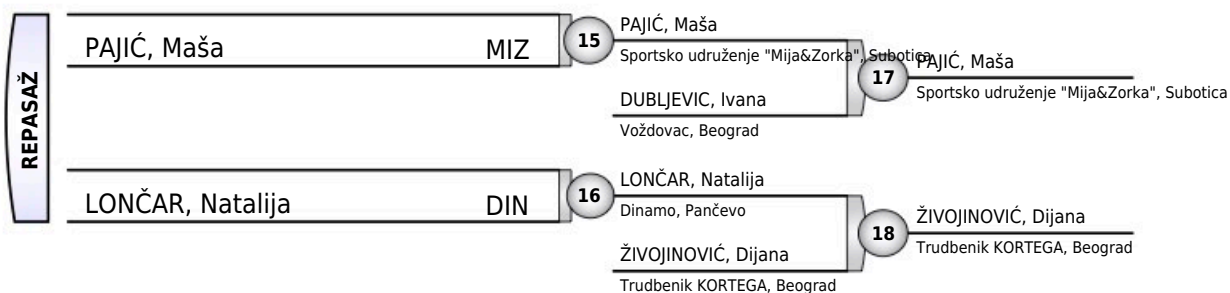 REPASAŽ
PAJIĆ, Maša MIZ
15
PAJIĆ, Maša
Sportsko udruženje "Mija&Zorka", Subotica
DUBLJEVIC, Ivana
Voždovac, Beograd
17
PAJIĆ, Maša
Sportsko udruženje "Mija&Zorka", Subotica
LONČAR, Natalija DIN
16
LONČAR, Natalija
Dinamo, Pančevo
ŽIVOJINOVIĆ, Dijana
Trudbenik KORTEGA, Beograd
18
ŽIVOJINOVIĆ, Dijana
Trudbenik KORTEGA, Beograd